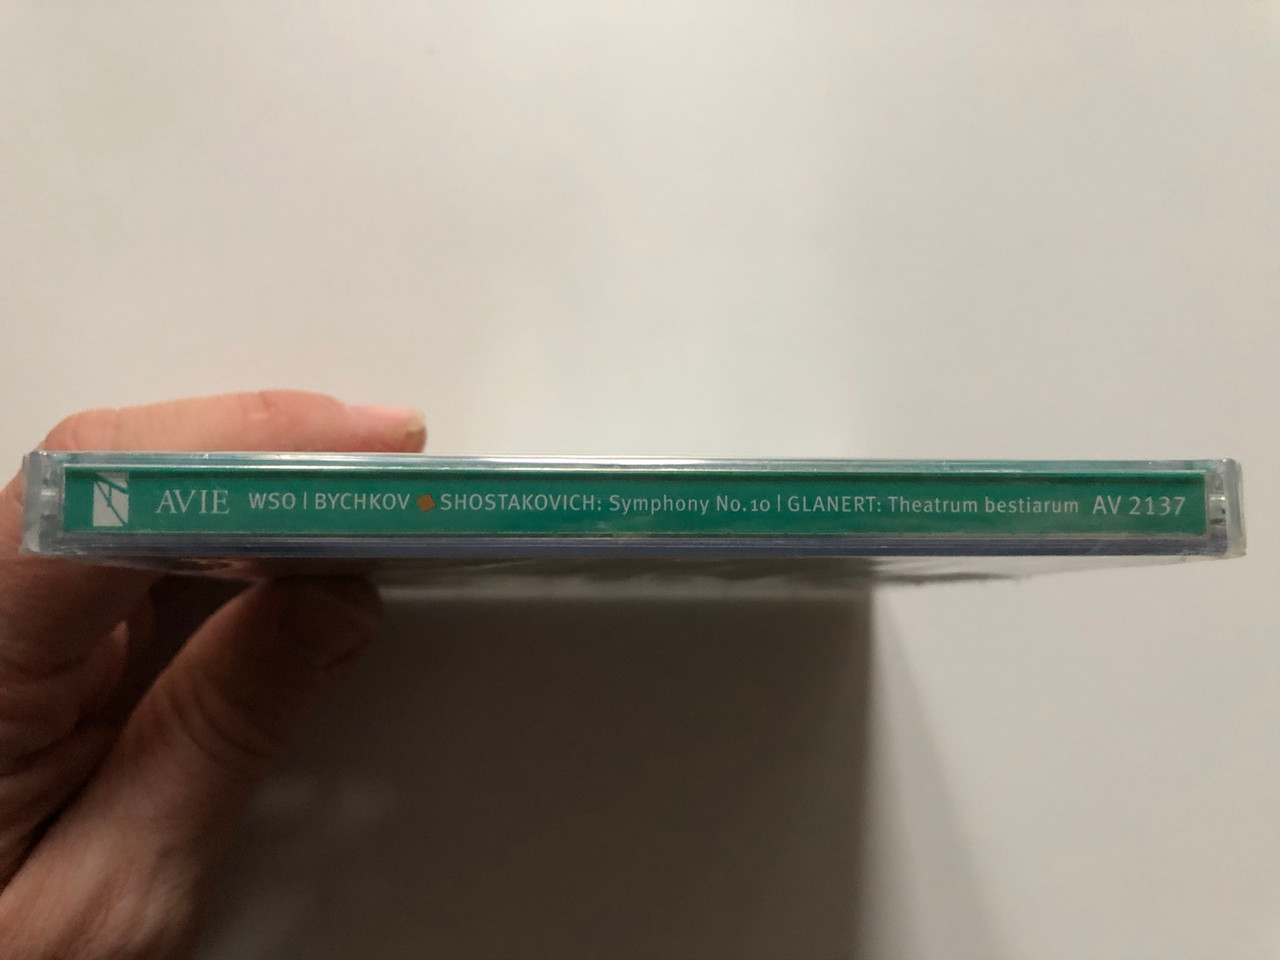 AVIE WSO | BYCHKOV ◆ SHOSTAKOVICH: Symphony No. 10 | GLANERT: Theatrum bestiarum AV 2137